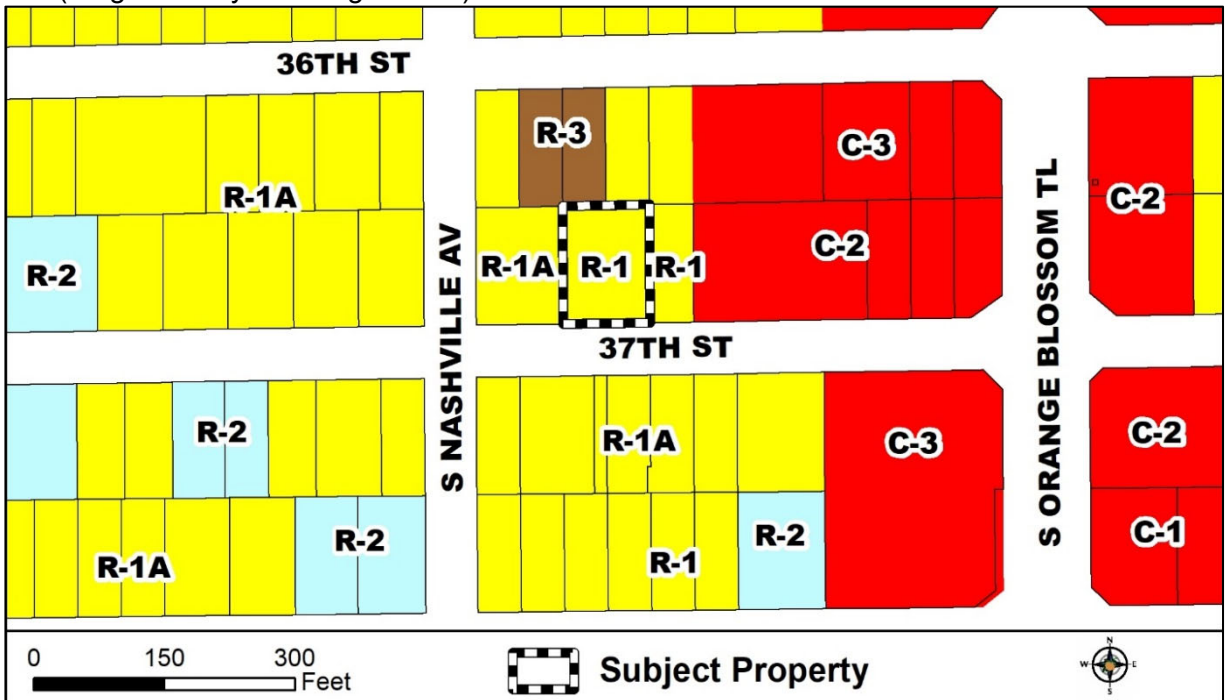 36TH ST
R-3
C-3
R-1A
C-2
R-2
R-1A
R-1
R-1
C-2
S NASHVILLE AV
37TH ST
S ORANGE BLOSSOM TL
R-2
R-1A
C-3
C-2
R-1A
R-2
R-1
R-2
C-1
0 150 300
Feet
Subject Property
N
W E
S